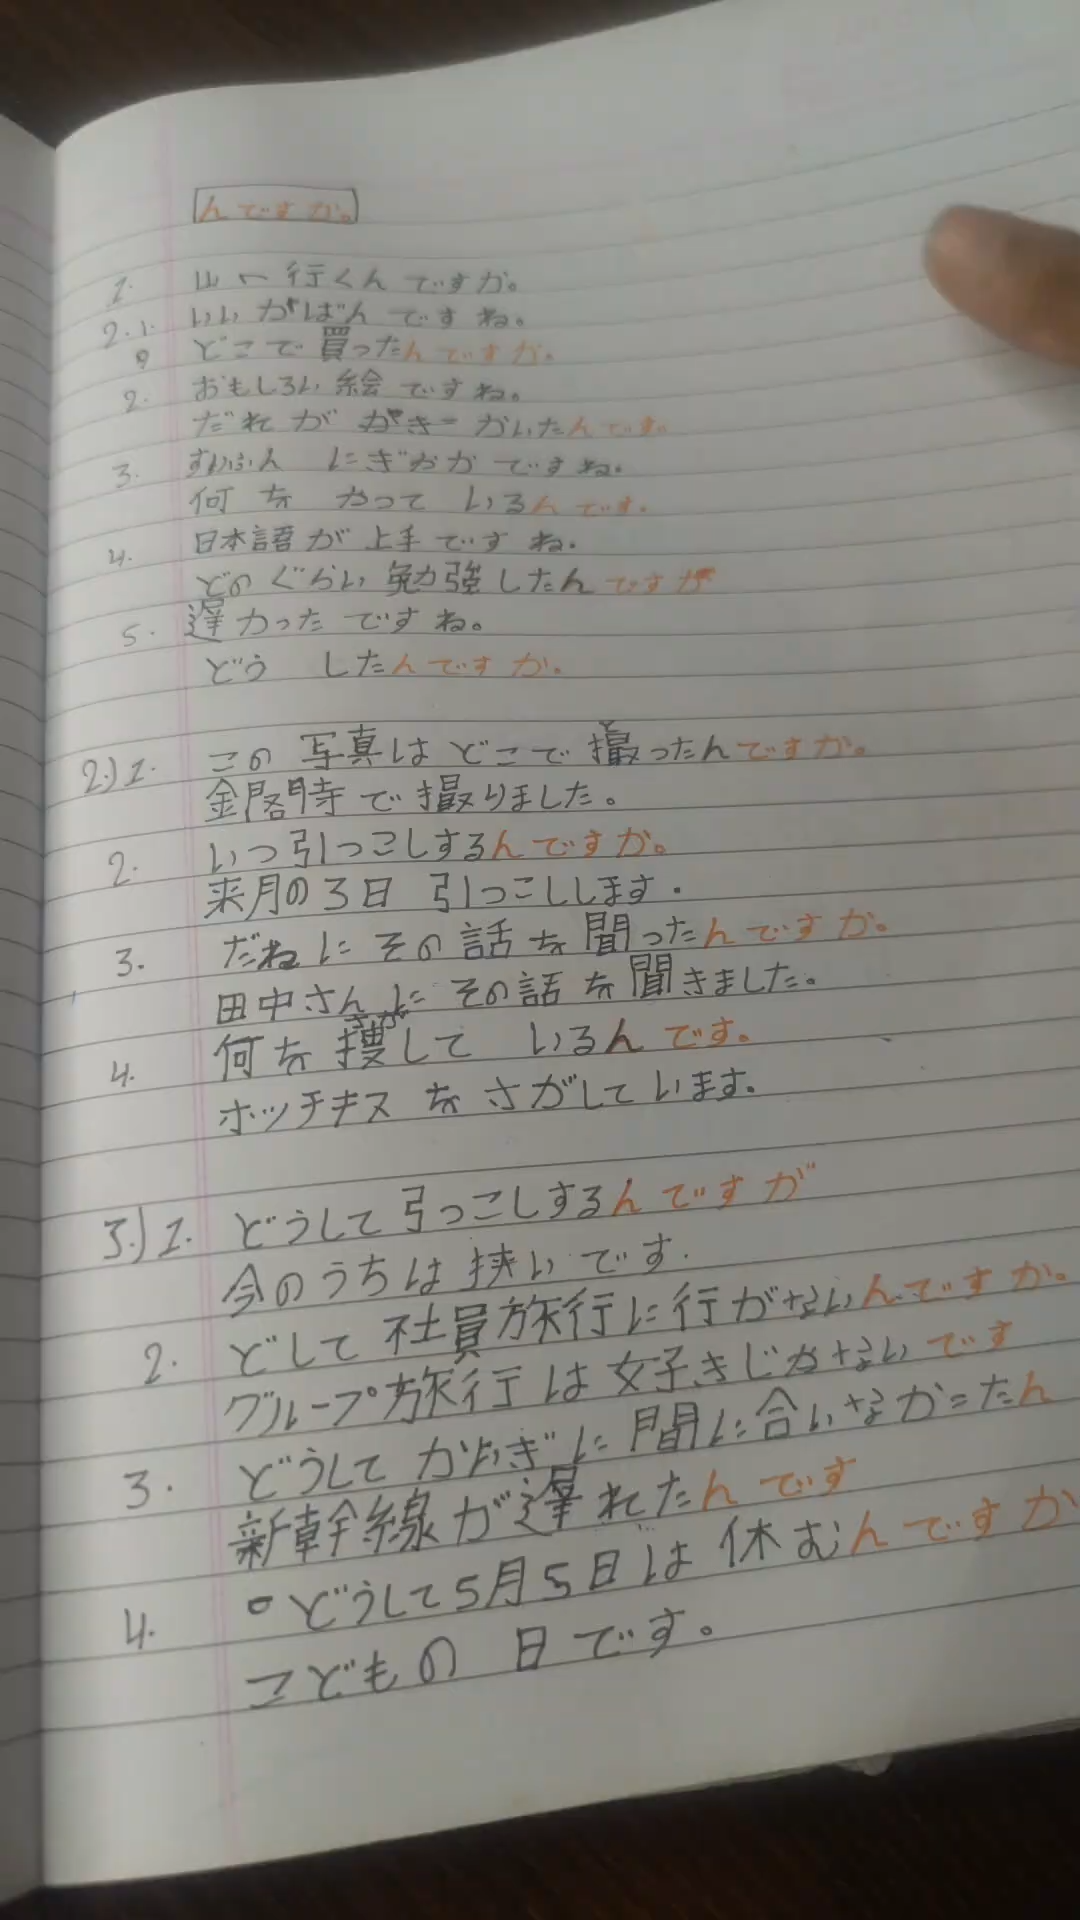 んですか。
1. 山へ行くんですか。
2.1. いいかばんですね。
どこで買ったんですか。
2. おもしろい絵ですね。
だれが かいたんです。
3. ずいぶん にぎやかですね。
何を やって いるんです。
4. 日本語が上手ですね.
どのぐらい勉強したんですか
5. 遅かったですね。
どう したんですか。
2.) 1. この写真はどこで撮ったんですか。
金閣時で撮りました。
2. いつ引っこしするんですか。
来月の3日 引っこしします.
3. だねにその話を聞ったんですか。
田中さんにその話を聞きました。
さが
4. 何を捜して いるんです。
ホッチキスをさがしています.
3.) 1. どうして引っこしするんですが
今のうちは狭いです.
2. どして社員旅行に行がないんですか。
グループ旅行は好きじかないです
3. どうしてかいぎに間に合いなかったん
新幹線が遅れたんです
4. どうして5月5日は休むんですか
こどもの日です。